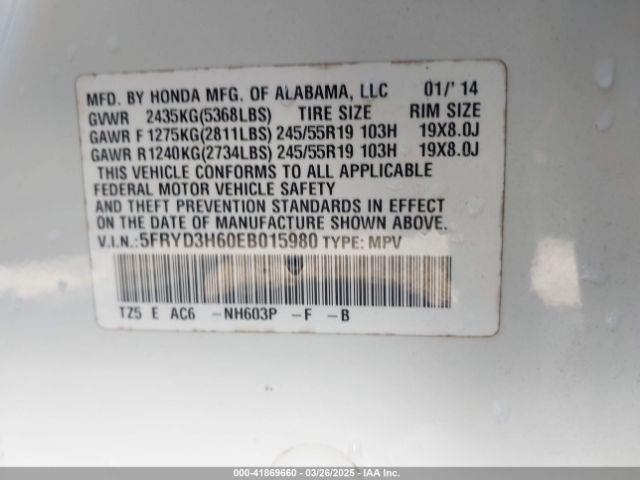 MFD. BY HONDA MFG. OF ALABAMA, LLC 01/' 14
GVWR 2435KG(5368LBS) TIRE SIZE RIM SIZE
GAWR F 1275KG(2811LBS) 245/55R19 103H 19X8.0J
GAWR R 1240KG(2734LBS) 245/55R19 103H 19X8.0J
THIS VEHICLE CONFORMS TO ALL APPLICABLE
FEDERAL MOTOR VEHICLE SAFETY
AND THEFT PREVENTION STANDARDS IN EFFECT
ON THE DATE OF MANUFACTURE SHOWN ABOVE.
V.I.N.:5FRYD3H60EB015980 TYPE: MPV
TZ5 E AC6 -NH603P -F -B
000-41869660 - 03/26/2025 - IAA Inc.